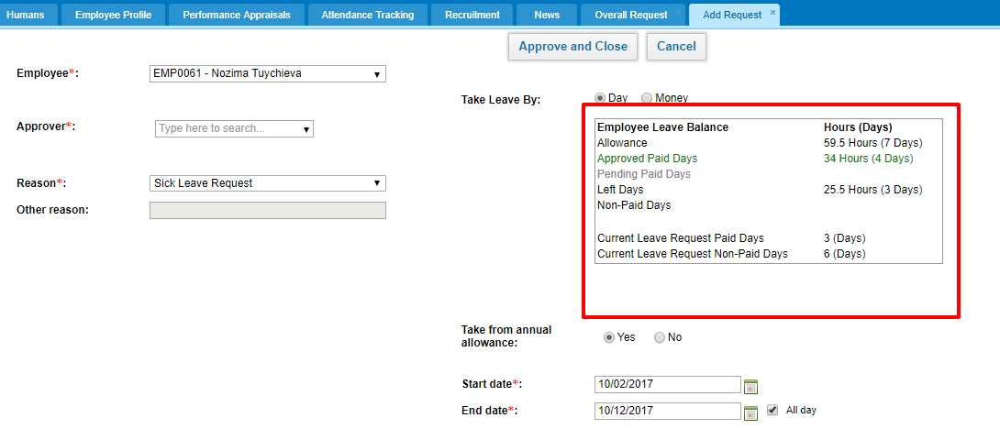 Humans Employee Profile Performance Appraisals Attendance Tracking Recruitment News Overall Request × Add Request ×
Approve and Close Cancel
Employee*: EMP0061 - Nozima Tuychieva
Take Leave By: Day Money
Approver*: Type here to search...
Employee Leave Balance Hours (Days)
Allowance 59.5 Hours (7 Days)
Approved Paid Days 34 Hours (4 Days)
Pending Paid Days
Reason*: Sick Leave Request
Left Days 25.5 Hours (3 Days)
Other reason:
Non-Paid Days
Current Leave Request Paid Days 3 (Days)
Current Leave Request Non-Paid Days 6 (Days)
Take from annual
allowance: Yes No
Start date*: 10/02/2017
End date*: 10/12/2017 All day